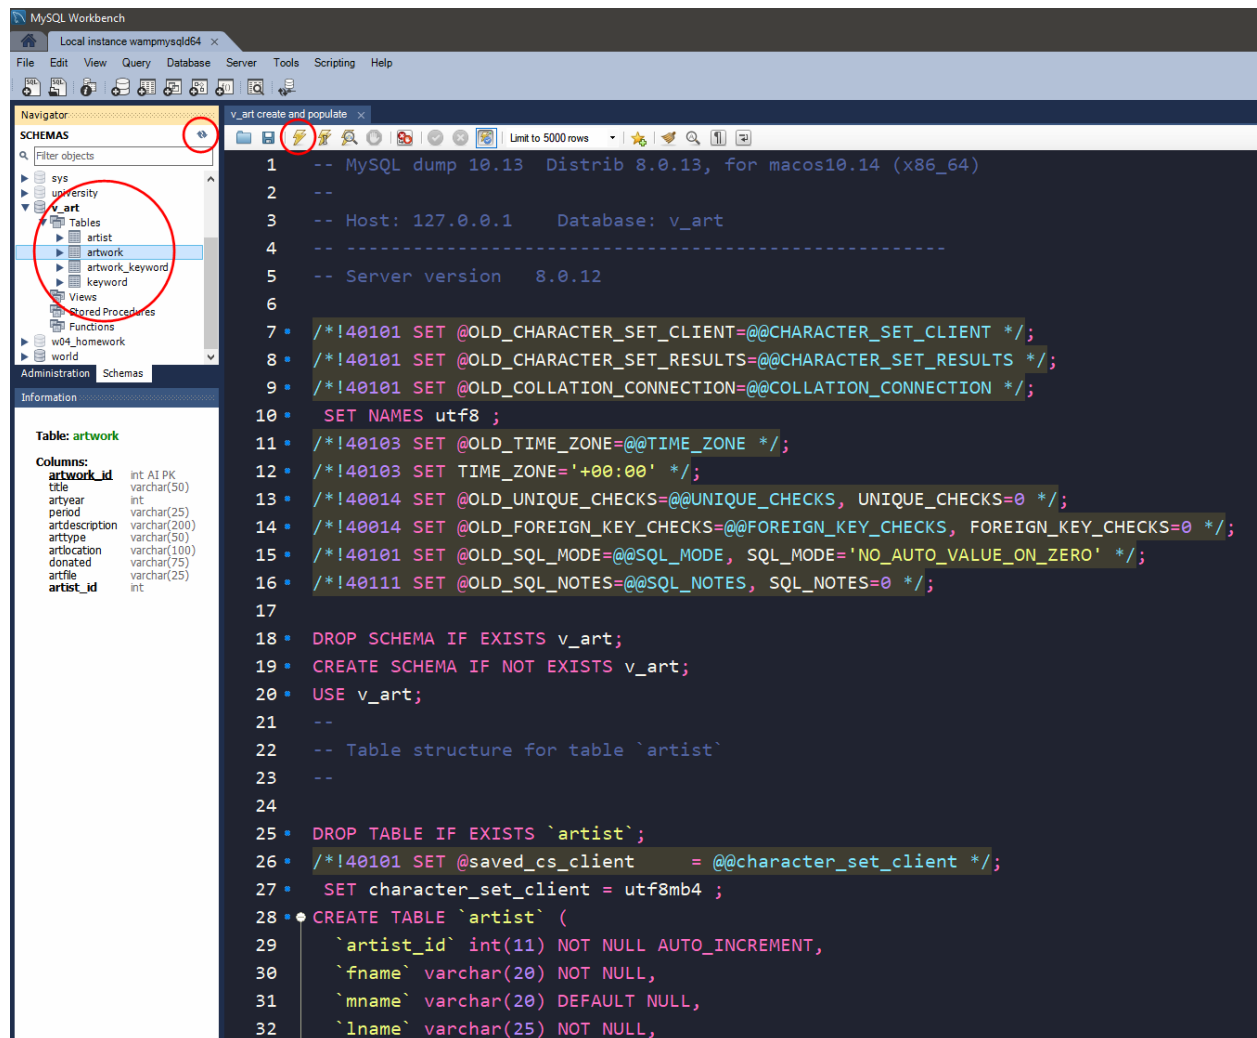 MySQL Workbench
Local instance wampmysqld64 ×
File Edit View Query Database Server Tools Scripting Help
Navigator
SCHEMAS
Filter objects
sys
university
v_art
Tables
artist
artwork
artwork_keyword
keyword
Views
Stored Procedures
Functions
w04_homework
world
Administration Schemas
Information
Table: artwork
Columns:
artwork_id int AI PK
title varchar(50)
artyear int
period varchar(25)
artdescription varchar(200)
arttype varchar(50)
artlocation varchar(100)
donated varchar(75)
artfile varchar(25)
artist_id int
v_art create and populate ×
Limit to 5000 rows
1 -- MySQL dump 10.13  Distrib 8.0.13, for macos10.14 (x86_64)
2 --
3 -- Host: 127.0.0.1    Database: v_art
4 -- ------------------------------------------------------
5 -- Server version   8.0.12
6
7 /*!40101 SET @OLD_CHARACTER_SET_CLIENT=@@CHARACTER_SET_CLIENT */;
8 /*!40101 SET @OLD_CHARACTER_SET_RESULTS=@@CHARACTER_SET_RESULTS */;
9 /*!40101 SET @OLD_COLLATION_CONNECTION=@@COLLATION_CONNECTION */;
10  SET NAMES utf8 ;
11 /*!40103 SET @OLD_TIME_ZONE=@@TIME_ZONE */;
12 /*!40103 SET TIME_ZONE='+00:00' */;
13 /*!40014 SET @OLD_UNIQUE_CHECKS=@@UNIQUE_CHECKS, UNIQUE_CHECKS=0 */;
14 /*!40014 SET @OLD_FOREIGN_KEY_CHECKS=@@FOREIGN_KEY_CHECKS, FOREIGN_KEY_CHECKS=0 */;
15 /*!40101 SET @OLD_SQL_MODE=@@SQL_MODE, SQL_MODE='NO_AUTO_VALUE_ON_ZERO' */;
16 /*!40111 SET @OLD_SQL_NOTES=@@SQL_NOTES, SQL_NOTES=0 */;
17
18 DROP SCHEMA IF EXISTS v_art;
19 CREATE SCHEMA IF NOT EXISTS v_art;
20 USE v_art;
21 --
22 -- Table structure for table `artist`
23 --
24
25 DROP TABLE IF EXISTS `artist`;
26 /*!40101 SET @saved_cs_client     = @@character_set_client */;
27  SET character_set_client = utf8mb4 ;
28 CREATE TABLE `artist` (
29   `artist_id` int(11) NOT NULL AUTO_INCREMENT,
30   `fname` varchar(20) NOT NULL,
31   `mname` varchar(20) DEFAULT NULL,
32   `lname` varchar(25) NOT NULL,